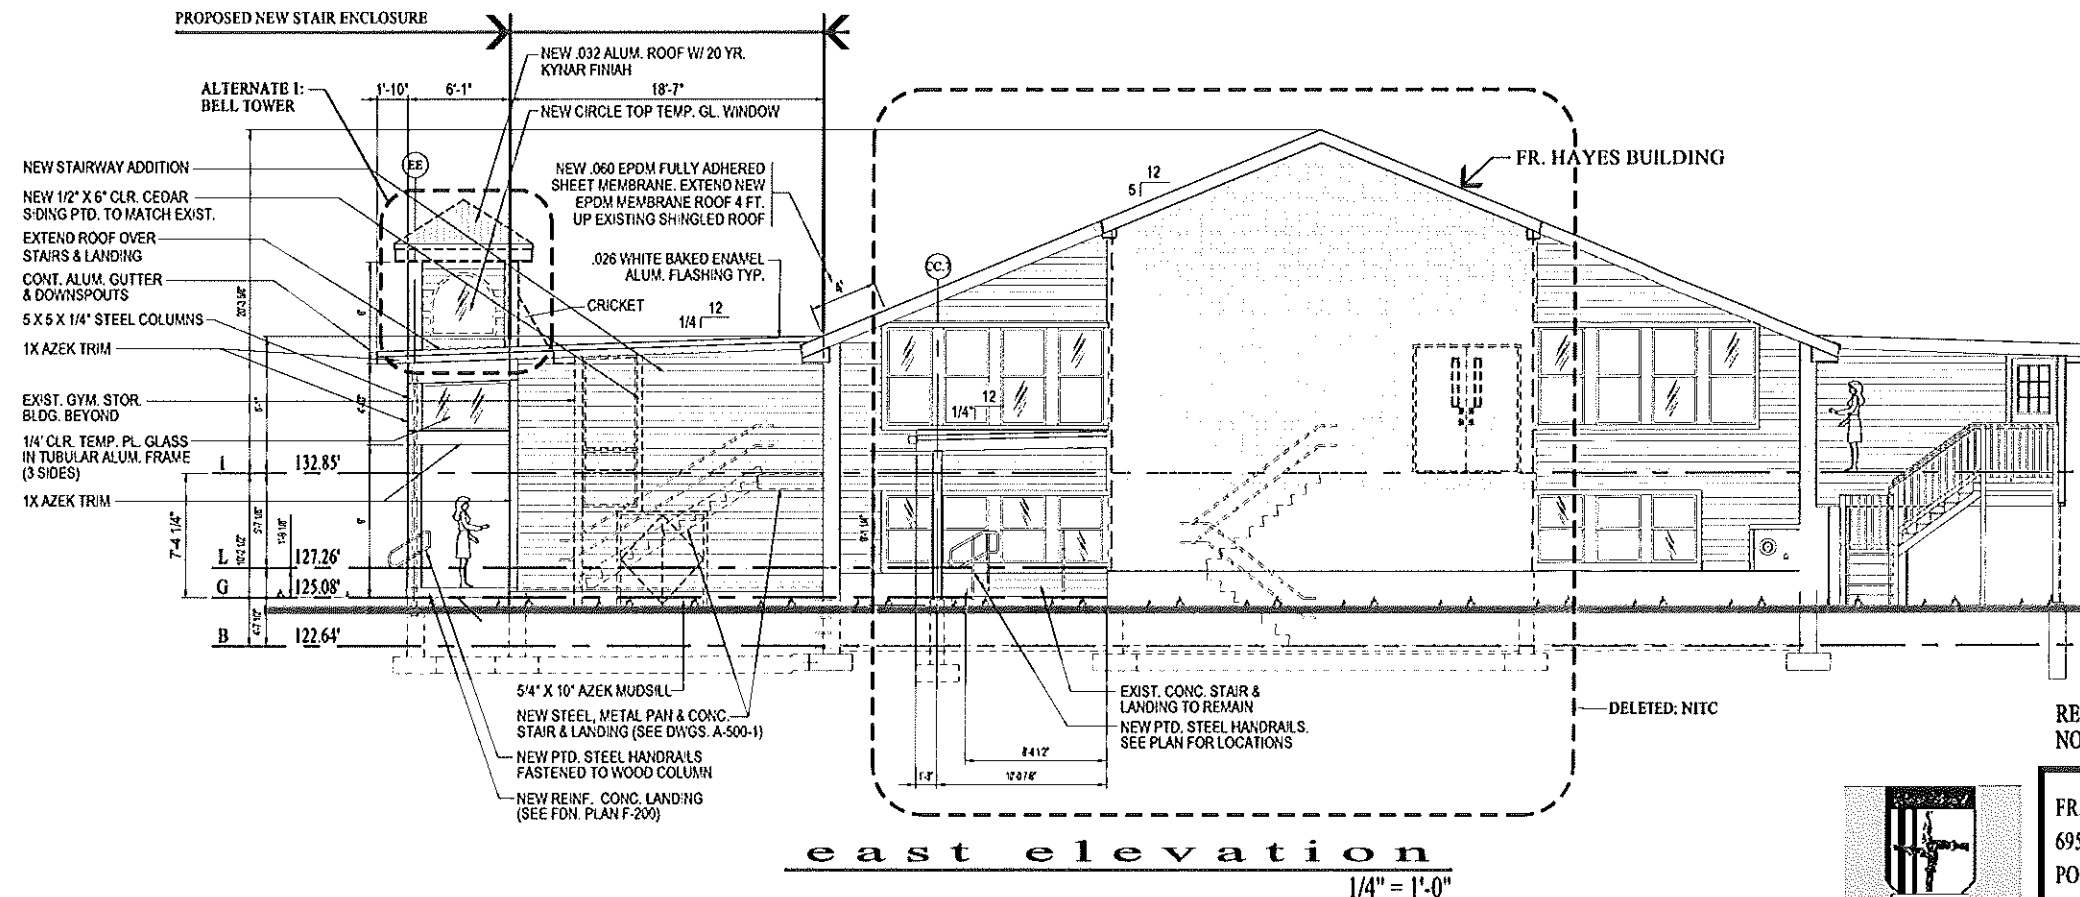 PROPOSED NEW STAIR ENCLOSURE
NEW .032 ALUM. ROOF W/ 20 YR.
KYNAR FINIAH
ALTERNATE 1:
BELL TOWER
1'-10"
6'-1"
18'-7"
NEW CIRCLE TOP TEMP. GL. WINDOW
EE
NEW STAIRWAY ADDITION
NEW 1/2" X 6" CLR. CEDAR
SIDING PTD. TO MATCH EXIST.
EXTEND ROOF OVER
STAIRS & LANDING
CONT. ALUM. GUTTER
& DOWNSPOUTS
5 X 5 X 1/4" STEEL COLUMNS
1X AZEK TRIM
EXIST. GYM. STOR.
BLDG. BEYOND
1/4' CLR. TEMP. PL. GLASS
IN TUBULAR ALUM. FRAME
(3 SIDES)
1X AZEK TRIM
NEW .060 EPDM FULLY ADHERED
SHEET MEMBRANE. EXTEND NEW
EPDM MEMBRANE ROOF 4 FT.
UP EXISTING SHINGLED ROOF
.026 WHITE BAKED ENAMEL
ALUM. FLASHING TYP.
CRICKET
12
1/4
12
5
FR. HAYES BUILDING
12
1/4"
132.85'
7'-4 1/4"
127.26'
G
125.08'
B
122.64'
5/4" X 10" AZEK MUDSILL
NEW STEEL, METAL PAN & CONC.
STAIR & LANDING (SEE DWGS. A-500-1)
NEW PTD. STEEL HANDRAILS
FASTENED TO WOOD COLUMN
NEW REINF. CONC. LANDING
(SEE FDN. PLAN F-200)
EXIST. CONC. STAIR &
LANDING TO REMAIN
NEW PTD. STEEL HANDRAILS.
SEE PLAN FOR LOCATIONS
DELETED: NITC
RE
NO
FR.
695
PO
east elevation
1/4" = 1'-0"